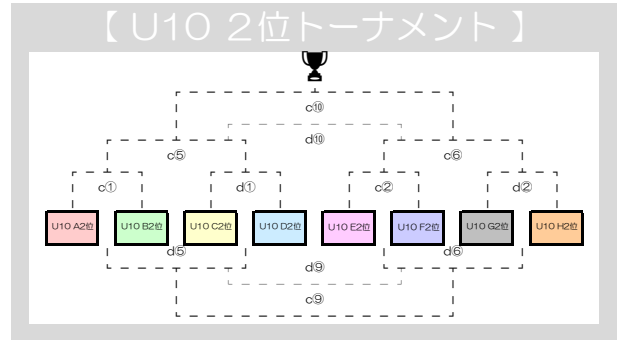 【 U10 2位トーナメント 】
c⑩
d⑩
c⑤ c⑥
c① d① c② d②
U10 A2位 U10 B2位 U10 C2位 U10 D2位 U10 E2位 U10 F2位 U10 G2位 U10 H2位
d⑤ d⑥
d⑨
c⑨